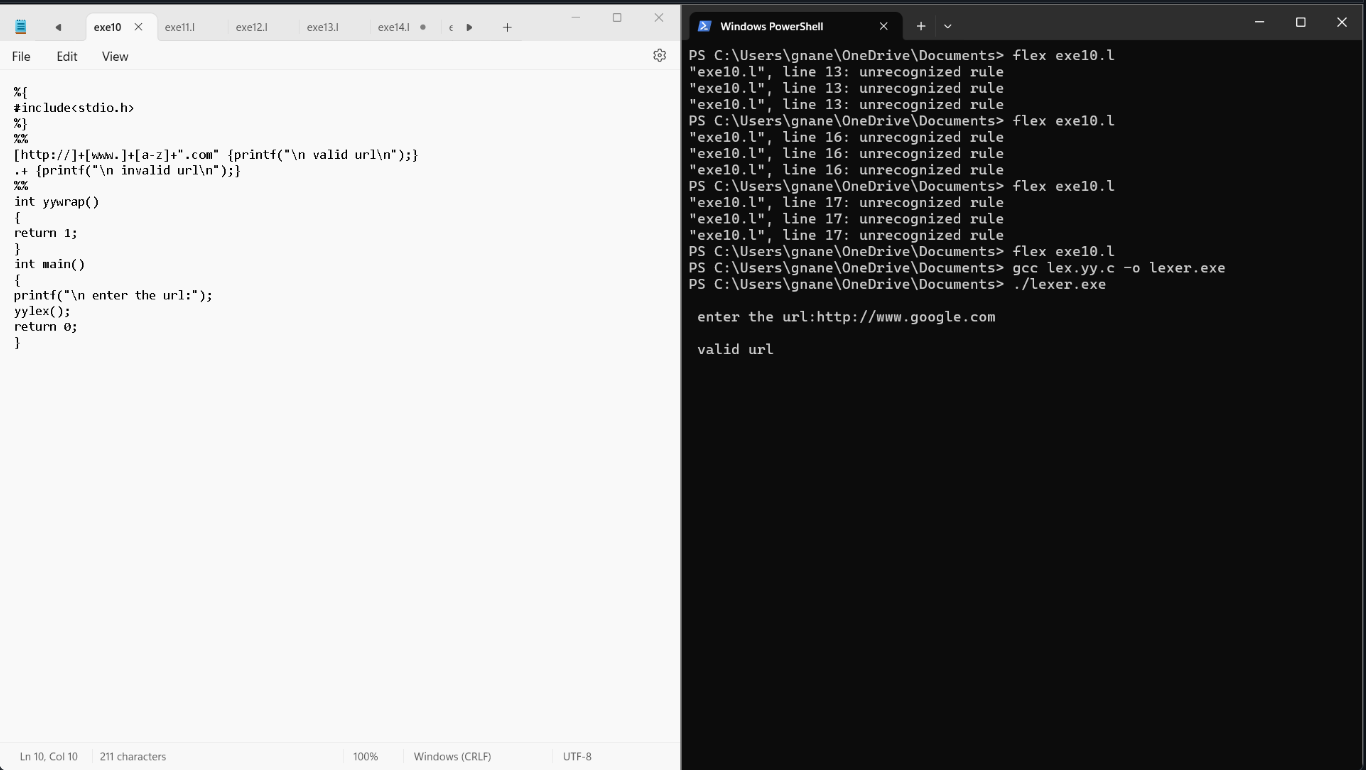 exe10
exe11.l
exe12.l
exe13.l
exe14.l
e
File
Edit
View
%{
#include<stdio.h>
%}
%%
[http://]+[www.]+[a-z]+".com" {printf("\n valid url\n");}
.+ {printf("\n invalid url\n");}
%%
int yywrap()
{
return 1;
}
int main()
{
printf("\n enter the url:");
yylex();
return 0;
}
Ln 10, Col 10
211 characters
100%
Windows (CRLF)
UTF-8
Windows PowerShell
PS C:\Users\gnane\OneDrive\Documents> flex exe10.l
"exe10.l", line 13: unrecognized rule
"exe10.l", line 13: unrecognized rule
"exe10.l", line 13: unrecognized rule
PS C:\Users\gnane\OneDrive\Documents> flex exe10.l
"exe10.l", line 16: unrecognized rule
"exe10.l", line 16: unrecognized rule
"exe10.l", line 16: unrecognized rule
PS C:\Users\gnane\OneDrive\Documents> flex exe10.l
"exe10.l", line 17: unrecognized rule
"exe10.l", line 17: unrecognized rule
"exe10.l", line 17: unrecognized rule
PS C:\Users\gnane\OneDrive\Documents> flex exe10.l
PS C:\Users\gnane\OneDrive\Documents> gcc lex.yy.c -o lexer.exe
PS C:\Users\gnane\OneDrive\Documents> ./lexer.exe
enter the url:http://www.google.com
valid url